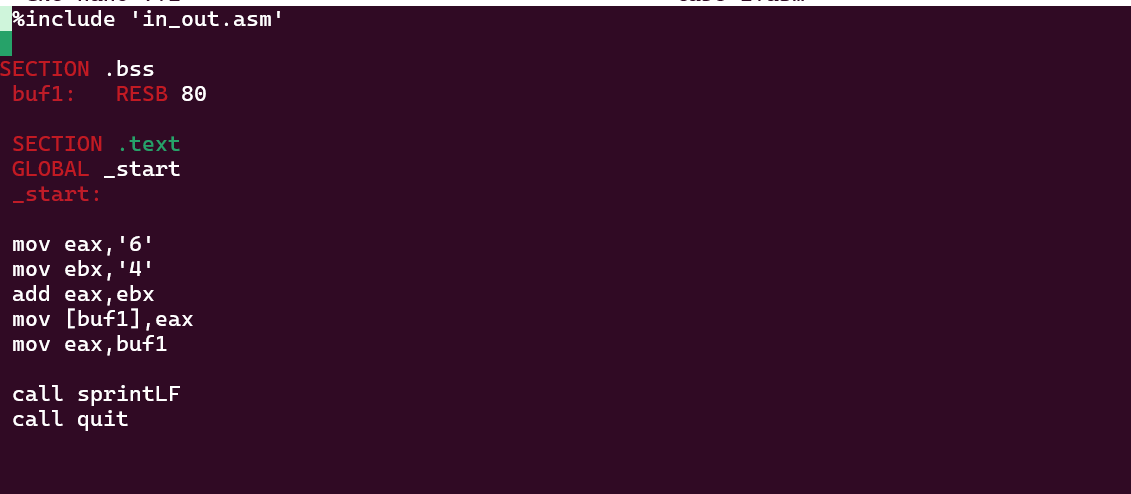 %include 'in_out.asm'
SECTION .bss
buf1: RESB 80
SECTION .text
GLOBAL _start
_start:
mov eax,'6'
mov ebx,'4'
add eax,ebx
mov [buf1],eax
mov eax,buf1
call sprintLF
call quit